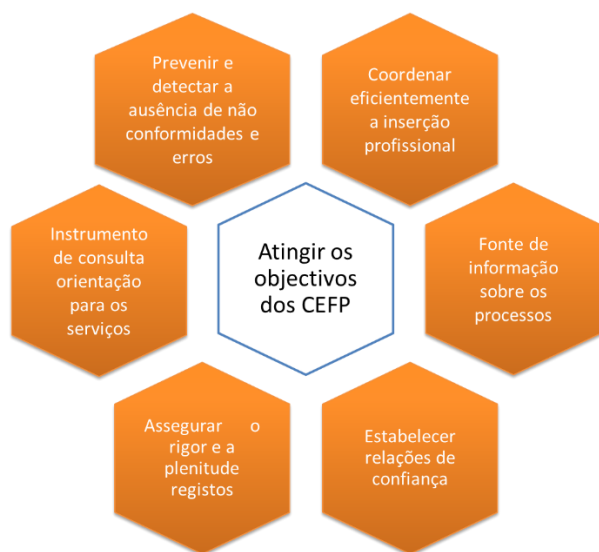 Prevenir e
detectar a
ausência de não
conformidades e
erros
Coordenar
eficientemente
a inserção
profissional
Instrumento
de consulta
orientação
para os
serviços
Atingir os
objectivos
dos CEFP
Fonte de
informação
sobre os
processos
Assegurar o
rigor e a
plenitude
registos
Estabelecer
relações de
confiança